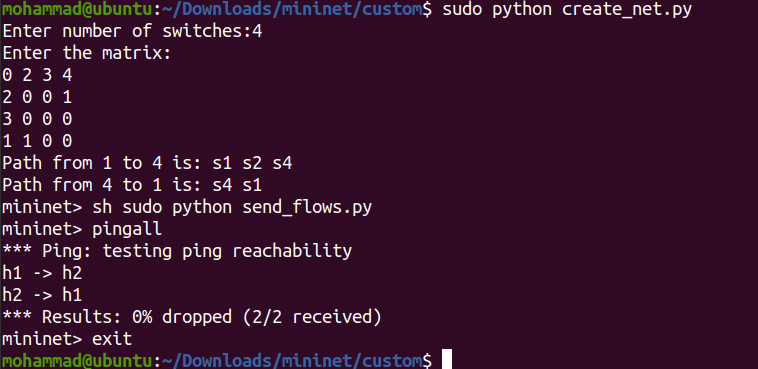 mohammad@ubuntu:~/Downloads/mininet/custom$ sudo python create_net.py
Enter number of switches:4
Enter the matrix:
0 2 3 4
2 0 0 1
3 0 0 0
1 1 0 0
Path from 1 to 4 is: s1 s2 s4
Path from 4 to 1 is: s4 s1
mininet> sh sudo python send_flows.py
mininet> pingall
*** Ping: testing ping reachability
h1 -> h2
h2 -> h1
*** Results: 0% dropped (2/2 received)
mininet> exit
mohammad@ubuntu:~/Downloads/mininet/custom$